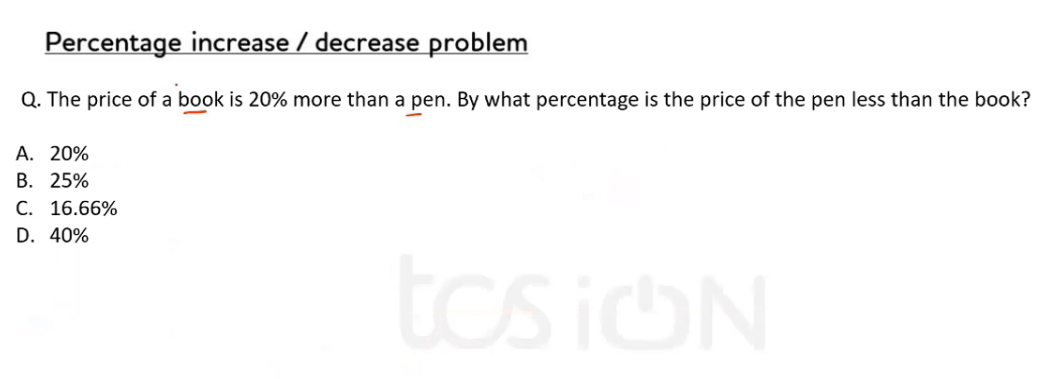 Percentage increase / decrease problem
Q. The price of a book is 20% more than a pen. By what percentage is the price of the pen less than the book?
A. 20%
B. 25%
C. 16.66%
D. 40%
tcs iON